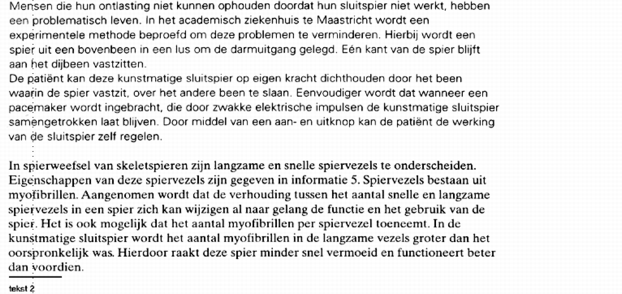 Mensen die hun ontlasting niet kunnen ophouden doordat hun sluitspier niet werkt, hebben
een problematisch leven. In het academisch ziekenhuis te Maastricht wordt een
experimentele methode beproefd om deze problemen te verminderen. Hierbij wordt een
spier uit een bovenbeen in een lus om de darmuitgang gelegd. Eén kant van de spier blijft
aan het dijbeen vastzitten.
De patiënt kan deze kunstmatige sluitspier op eigen kracht dichthouden door het been
waarin de spier vastzit, over het andere been te slaan. Eenvoudiger wordt dat wanneer een
pacemaker wordt ingebracht, die door zwakke elektrische impulsen de kunstmatige sluitspier
samengetrokken laat blijven. Door middel van een aan- en uitknop kan de patiënt de werking
van de sluitspier zelf regelen.
In spierweefsel van skeletspieren zijn langzame en snelle spiervezels te onderscheiden.
Eigenschappen van deze spiervezels zijn gegeven in informatie 5. Spiervezels bestaan uit
myofibrillen. Aangenomen wordt dat de verhouding tussen het aantal snelle en langzame
spiervezels in een spier zich kan wijzigen al naar gelang de functie en het gebruik van de
spier. Het is ook mogelijk dat het aantal myofibrillen per spiervezel toeneemt. In de
kunstmatige sluitspier wordt het aantal myofibrillen in de langzame vezels groter dan het
oorspronkelijk was. Hierdoor raakt deze spier minder snel vermoeid en functioneert beter
dan voordien.
tekst 2